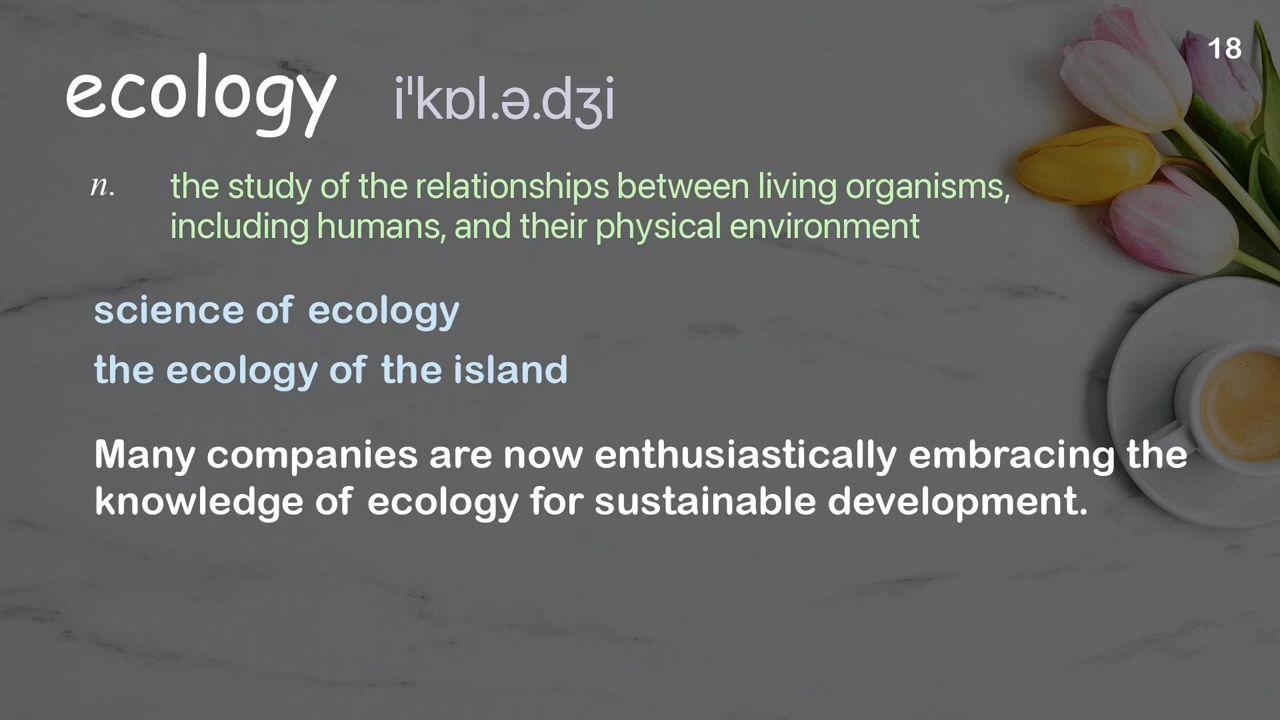 18
ecology iˈkɒl.ə.dʒi
n. the study of the relationships between living organisms,
including humans, and their physical environment
science of ecology
the ecology of the island
Many companies are now enthusiastically embracing the
knowledge of ecology for sustainable development.